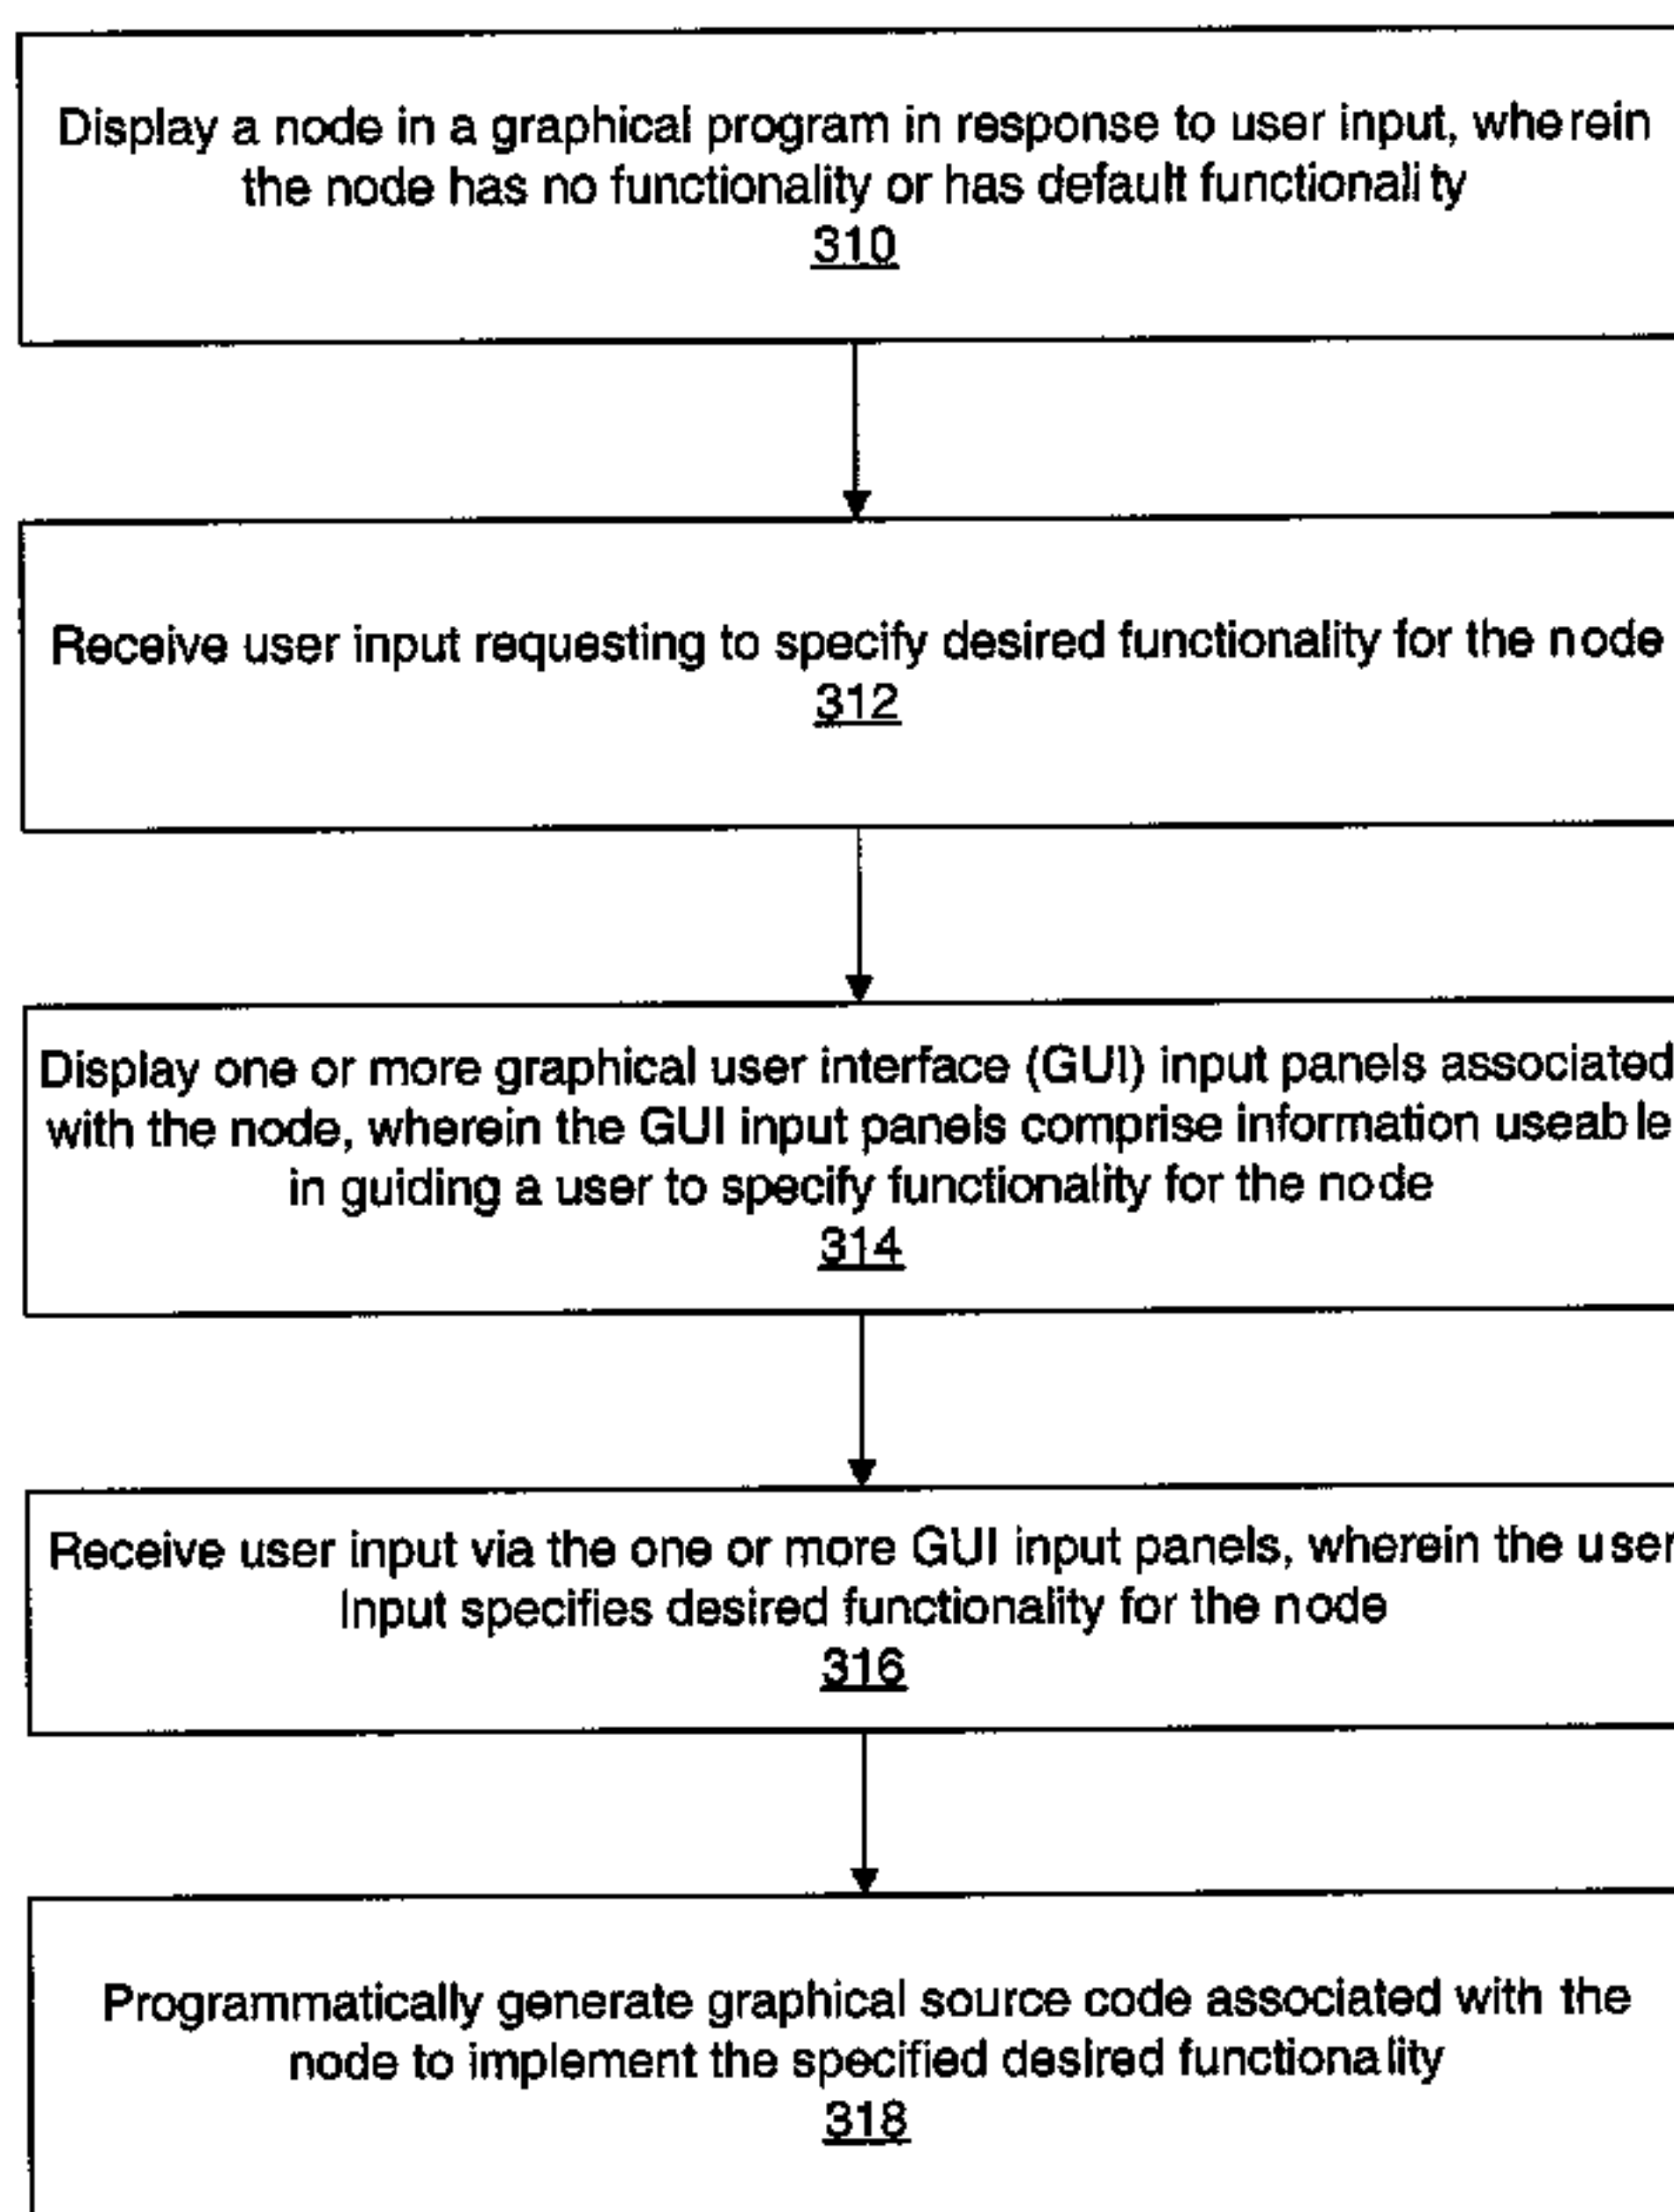 Display a node in a graphical program in response to user input, wherein
the node has no functionality or has default functionality
310
Receive user input requesting to specify desired functionality for the node
312
Display one or more graphical user interface (GUI) input panels associated
with the node, wherein the GUI input panels comprise information useable
in guiding a user to specify functionality for the node
314
Receive user input via the one or more GUI input panels, wherein the user
Input specifies desired functionality for the node
316
Programmatically generate graphical source code associated with the
node to implement the specified desired functionality
318